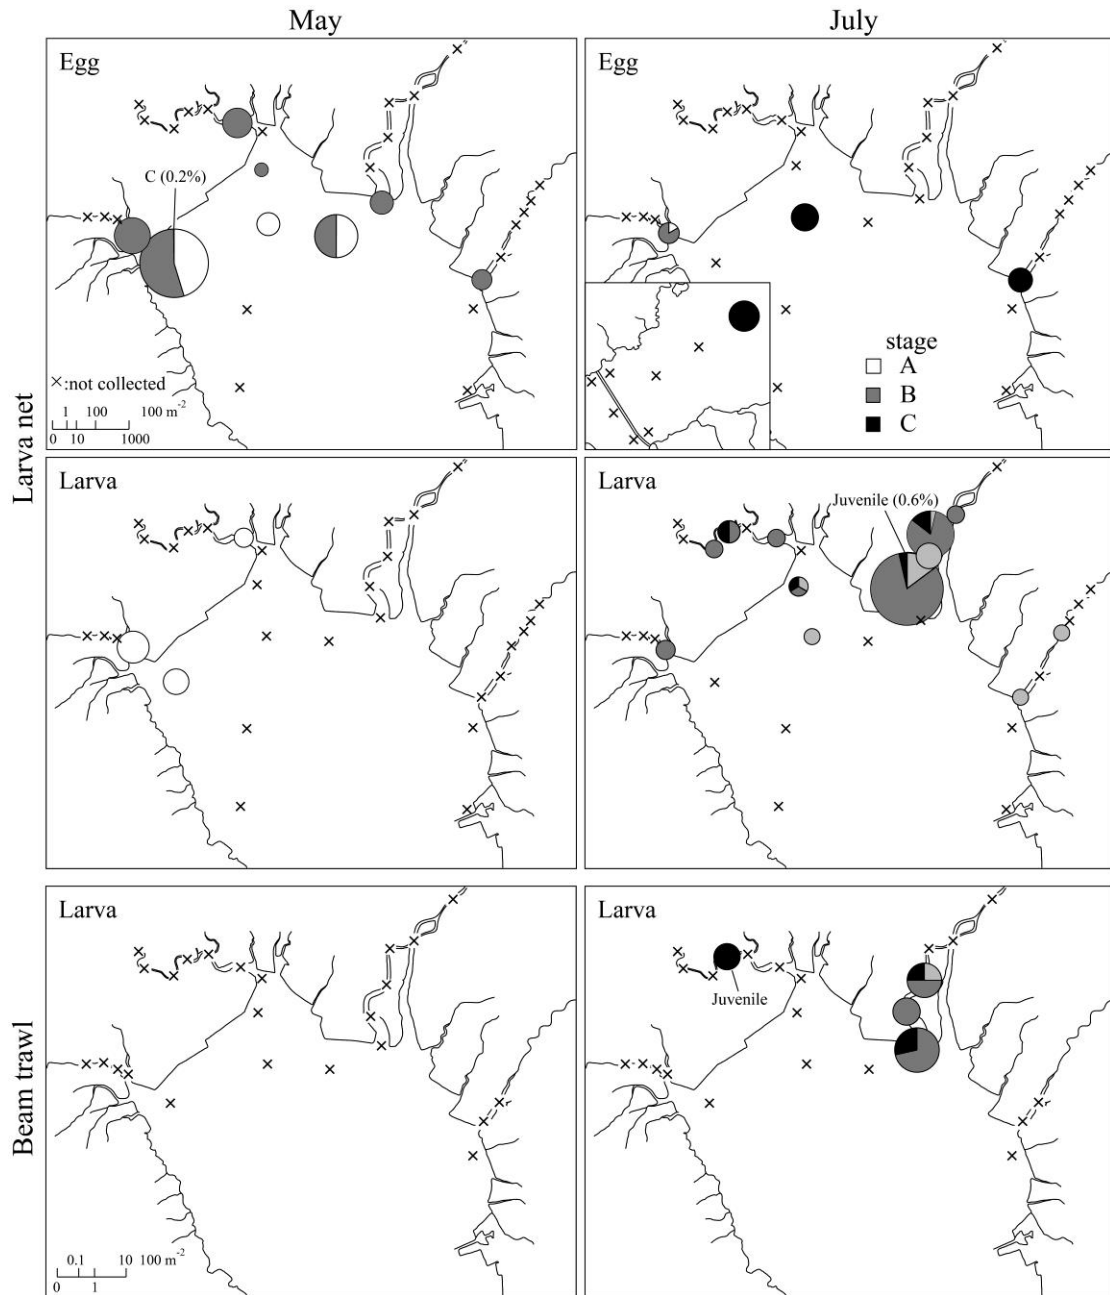 May
July
Larva net
Egg
C (0.2%)
×:not collected
1 100 100 m-2
0 10 1000
Egg
stage
A
B
C
Larva
Larva
Juvenile (0.6%)
Beam trawl
Larva
0.1 10 100 m-2
0 1
Larva
Juvenile